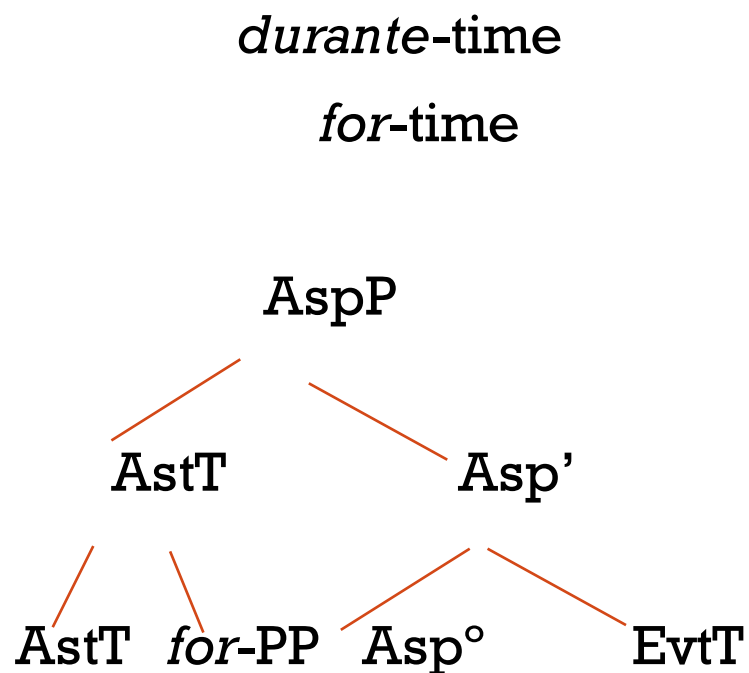 durante-time
for-time
AspP
AstT Asp’
AstT for-PP Asp° EvtT